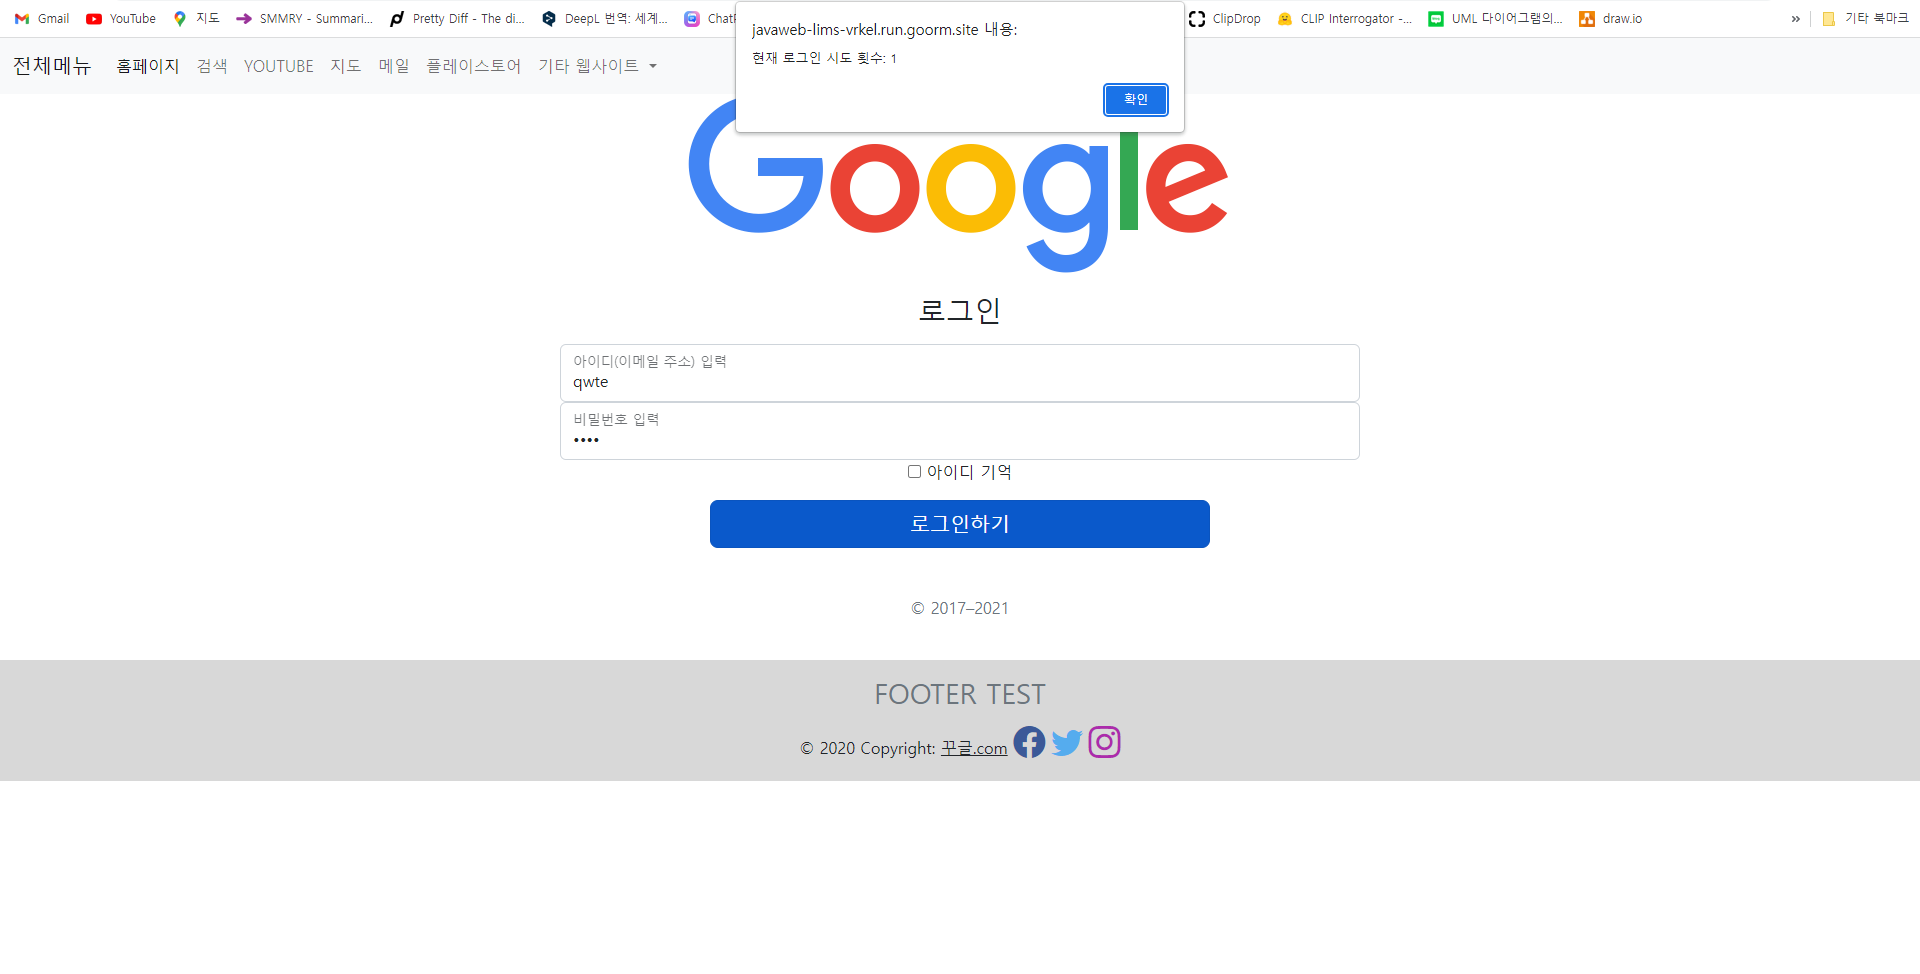 Gmail YouTube 지도 SMMRY - Summari... Pretty Diff - The di... DeepL 번역: 세계... ClipDrop CLIP Interrogator -... UML 다이어그램의... draw.io » 기타 북마크
javaweb-lims-vrkel.run.goorm.site 내용:
현재 로그인 시도 횟수: 1
확인
전체메뉴 홈페이지 검색 YOUTUBE 지도 메일 플레이스토어 기타 웹사이트
Google
로그인
아이디(이메일 주소) 입력
qwte
비밀번호 입력
••••
아이디 기억
로그인하기
© 2017–2021
FOOTER TEST
© 2020 Copyright: 꾸글.com